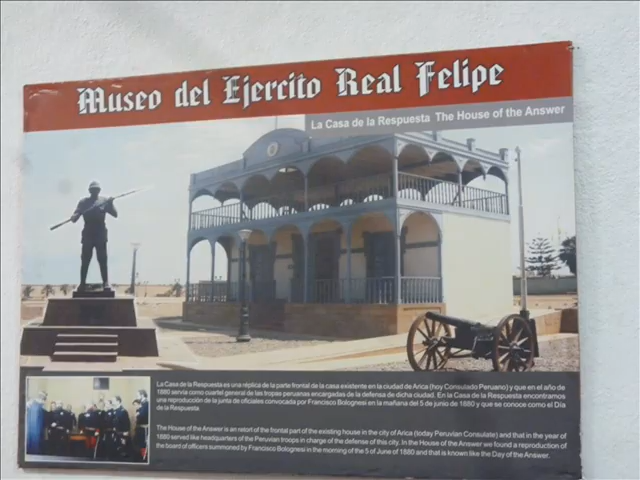 Museo del Ejercito Real Felipe
La Casa de la Respuesta The House of the Answer
La Casa de la Respuesta es una réplica de la parte frontal de la casa existente en la ciudad de Arica (hoy Consulado Peruano) y que en el año de
1880 servía como cuartel general de las tropas peruanas encargadas de la defensa de dicha ciudad. En la Casa de la Respuesta encontramos
una reproducción de la junta de oficiales convocada por Francisco Bolognesi en la mañana del 5 de junio de 1880 y que se conoce como el Día
de la Respuesta.
The House of the Answer is an retort of the frontal part of the existing house in the city of Arica (today Peruvian Consulate) and that in the year of
1880 served like headquarters of the Peruvian troops in charge of the defense of this city. In the House of the Answer we found a reproduction of
the board of officers summoned by Francisco Bolognesi in the morning of the 5 of June of 1880 and that is known like the Day of the Answer.